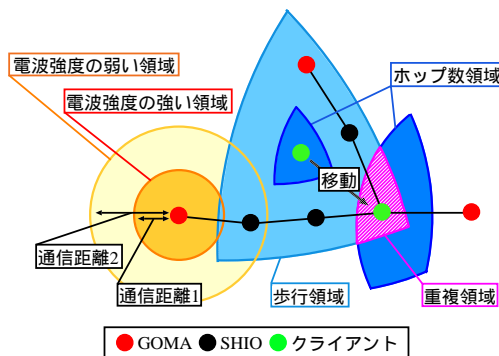 電波強度の弱い領域
電波強度の強い領域
ホップ数領域
移動
通信距離2
通信距離1
歩行領域
重複領域
GOMA SHIO クライアント